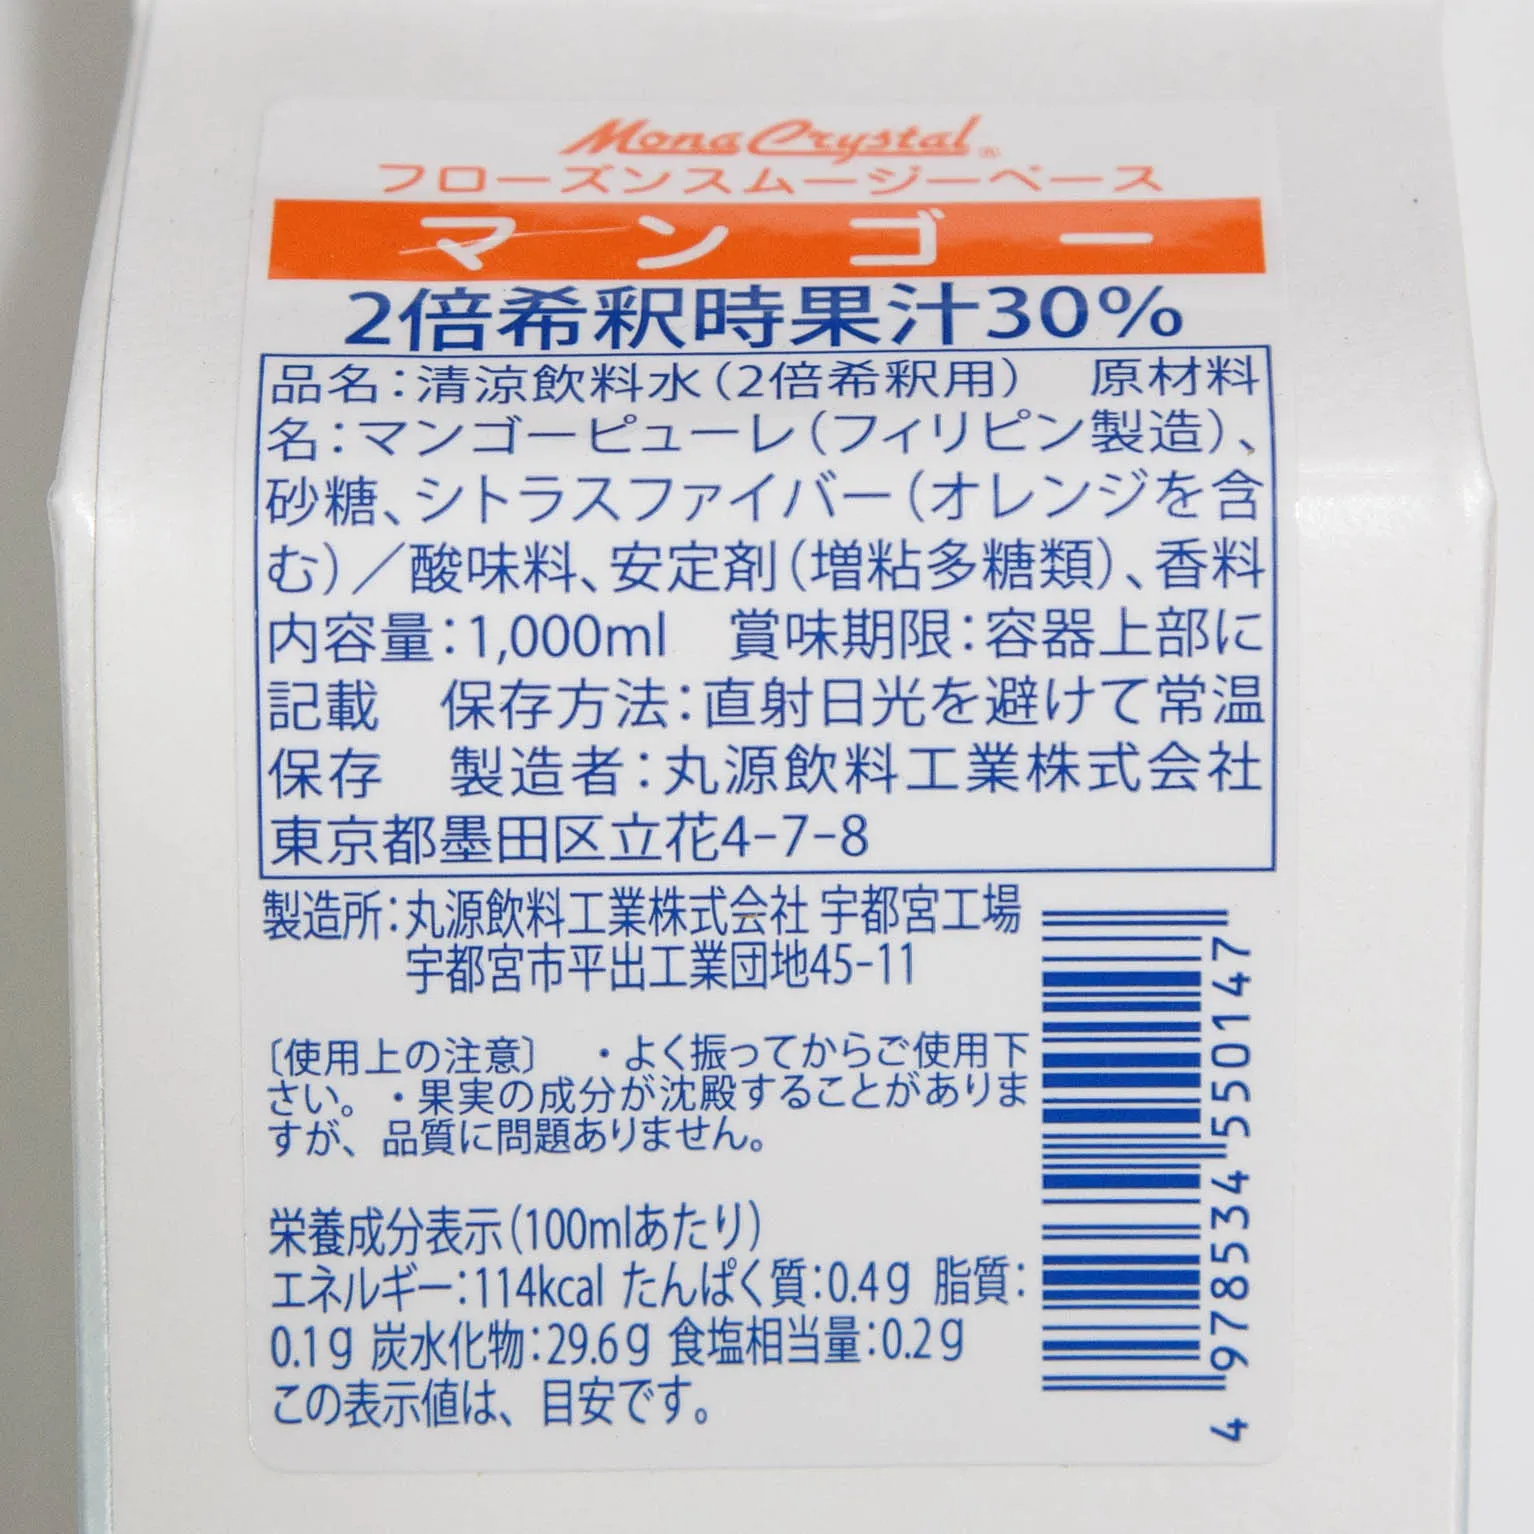 Mona Crystal®
フローズンスムージーベース
マンゴー
2倍希釈時果汁30%
品名：清涼飲料水（2倍希釈用）　原材料
名：マンゴーピューレ（フィリピン製造）、
砂糖、シトラスファイバー（オレンジを含
む）／酸味料、安定剤（増粘多糖類）、香料
内容量：1,000ml　賞味期限：容器上部に
記載　保存方法：直射日光を避けて常温
保存　製造者：丸源飲料工業株式会社
東京都墨田区立花4-7-8
製造所：丸源飲料工業株式会社 宇都宮工場
宇都宮市平出工業団地45-11
〔使用上の注意〕　・よく振ってからご使用下
さい。・果実の成分が沈殿することがありま
すが、品質に問題ありません。
栄養成分表示（100mlあたり）
エネルギー：114kcal たんぱく質：0.4g 脂質：
0.1g 炭水化物：29.6g 食塩相当量：0.2g
この表示値は、目安です。
4978534550147